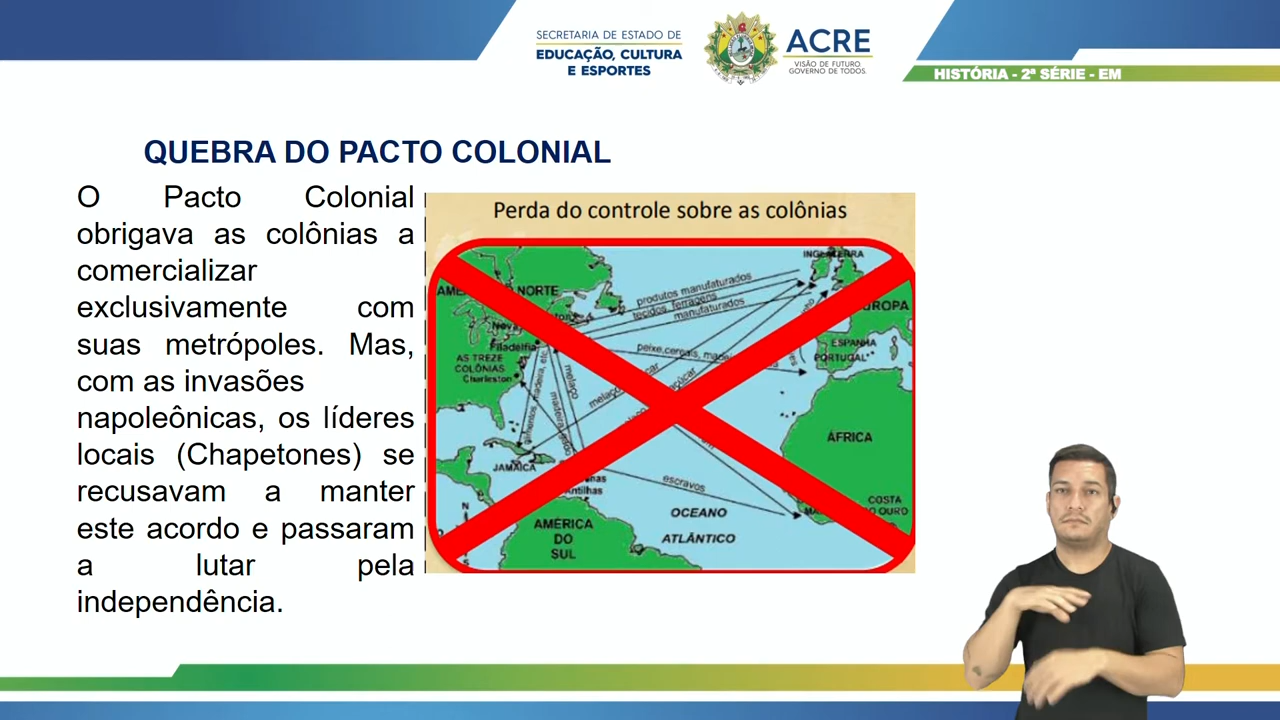 SECRETARIA DE ESTADO DE
EDUCAÇÃO, CULTURA
E ESPORTES
ACRE
VISÃO DE FUTURO
GOVERNO DE TODOS.
HISTÓRIA - 2ª SÉRIE - EM
QUEBRA DO PACTO COLONIAL
O Pacto Colonial
obrigava as colônias a
comercializar
exclusivamente com
suas metrópoles. Mas,
com as invasões
napoleônicas, os líderes
locais (Chapetones) se
recusavam a manter
este acordo e passaram
a lutar pela
independência.
Perda do controle sobre as colônias
NORTE
produtos manufaturados
tecidos ferragens
manufaturados
peixe,cereais,
ESPANHA
PORTUGAL
Filadélfia
AS TREZE
COLÔNIAS
Charleston
melaço
ÁFRICA
JAMAICA
escravos
Antilhas
COSTA
OCEANO
ATLÂNTICO
AMÉRICA
DO
SUL
N
S